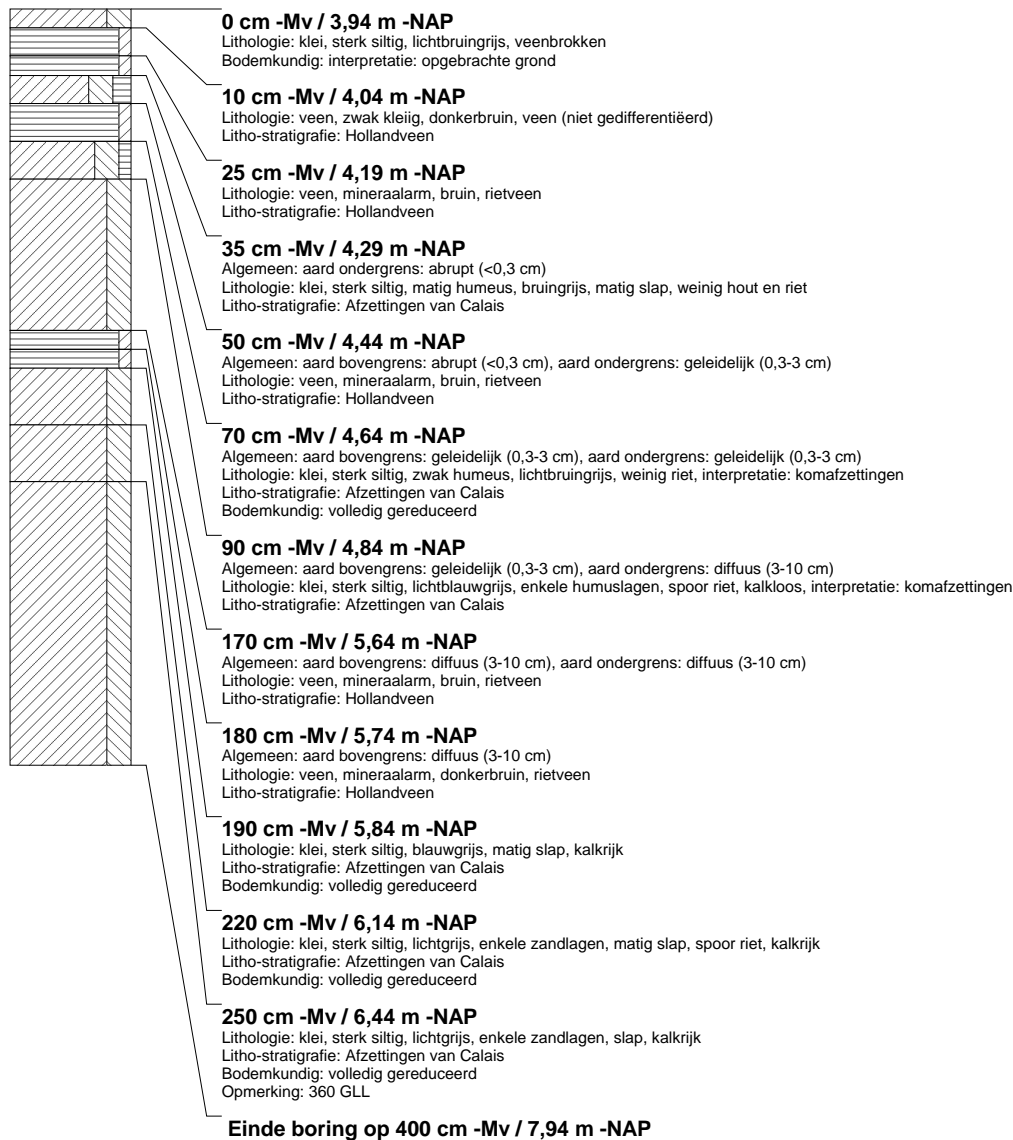 0 cm -Mv / 3,94 m -NAP
Lithologie: klei, sterk siltig, lichtbruingrijs, veenbrokken
Bodemkundig: interpretatie: opgebrachte grond
10 cm -Mv / 4,04 m -NAP
Lithologie: veen, zwak kleiig, donkerbruin, veen (niet gedifferentiëerd)
Litho-stratigrafie: Hollandveen
25 cm -Mv / 4,19 m -NAP
Lithologie: veen, mineraalarm, bruin, rietveen
Litho-stratigrafie: Hollandveen
35 cm -Mv / 4,29 m -NAP
Algemeen: aard ondergrens: abrupt (<0,3 cm)
Lithologie: klei, sterk siltig, matig humeus, bruingrijs, matig slap, weinig hout en riet
Litho-stratigrafie: Afzettingen van Calais
50 cm -Mv / 4,44 m -NAP
Algemeen: aard bovengrens: abrupt (<0,3 cm), aard ondergrens: geleidelijk (0,3-3 cm)
Lithologie: veen, mineraalarm, bruin, rietveen
Litho-stratigrafie: Hollandveen
70 cm -Mv / 4,64 m -NAP
Algemeen: aard bovengrens: geleidelijk (0,3-3 cm), aard ondergrens: geleidelijk (0,3-3 cm)
Lithologie: klei, sterk siltig, zwak humeus, lichtbruingrijs, weinig riet, interpretatie: komafzettingen
Litho-stratigrafie: Afzettingen van Calais
Bodemkundig: volledig gereduceerd
90 cm -Mv / 4,84 m -NAP
Algemeen: aard bovengrens: geleidelijk (0,3-3 cm), aard ondergrens: diffuus (3-10 cm)
Lithologie: klei, sterk siltig, lichtblauwgrijs, enkele humuslagen, spoor riet, kalkloos, interpretatie: komafzettingen
Litho-stratigrafie: Afzettingen van Calais
170 cm -Mv / 5,64 m -NAP
Algemeen: aard bovengrens: diffuus (3-10 cm), aard ondergrens: diffuus (3-10 cm)
Lithologie: veen, mineraalarm, bruin, rietveen
Litho-stratigrafie: Hollandveen
180 cm -Mv / 5,74 m -NAP
Algemeen: aard bovengrens: diffuus (3-10 cm)
Lithologie: veen, mineraalarm, donkerbruin, rietveen
Litho-stratigrafie: Hollandveen
190 cm -Mv / 5,84 m -NAP
Lithologie: klei, sterk siltig, blauwgrijs, matig slap, kalkrijk
Litho-stratigrafie: Afzettingen van Calais
Bodemkundig: volledig gereduceerd
220 cm -Mv / 6,14 m -NAP
Lithologie: klei, sterk siltig, lichtgrijs, enkele zandlagen, matig slap, spoor riet, kalkrijk
Litho-stratigrafie: Afzettingen van Calais
Bodemkundig: volledig gereduceerd
250 cm -Mv / 6,44 m -NAP
Lithologie: klei, sterk siltig, lichtgrijs, enkele zandlagen, slap, kalkrijk
Litho-stratigrafie: Afzettingen van Calais
Bodemkundig: volledig gereduceerd
Opmerking: 360 GLL
Einde boring op 400 cm -Mv / 7,94 m -NAP